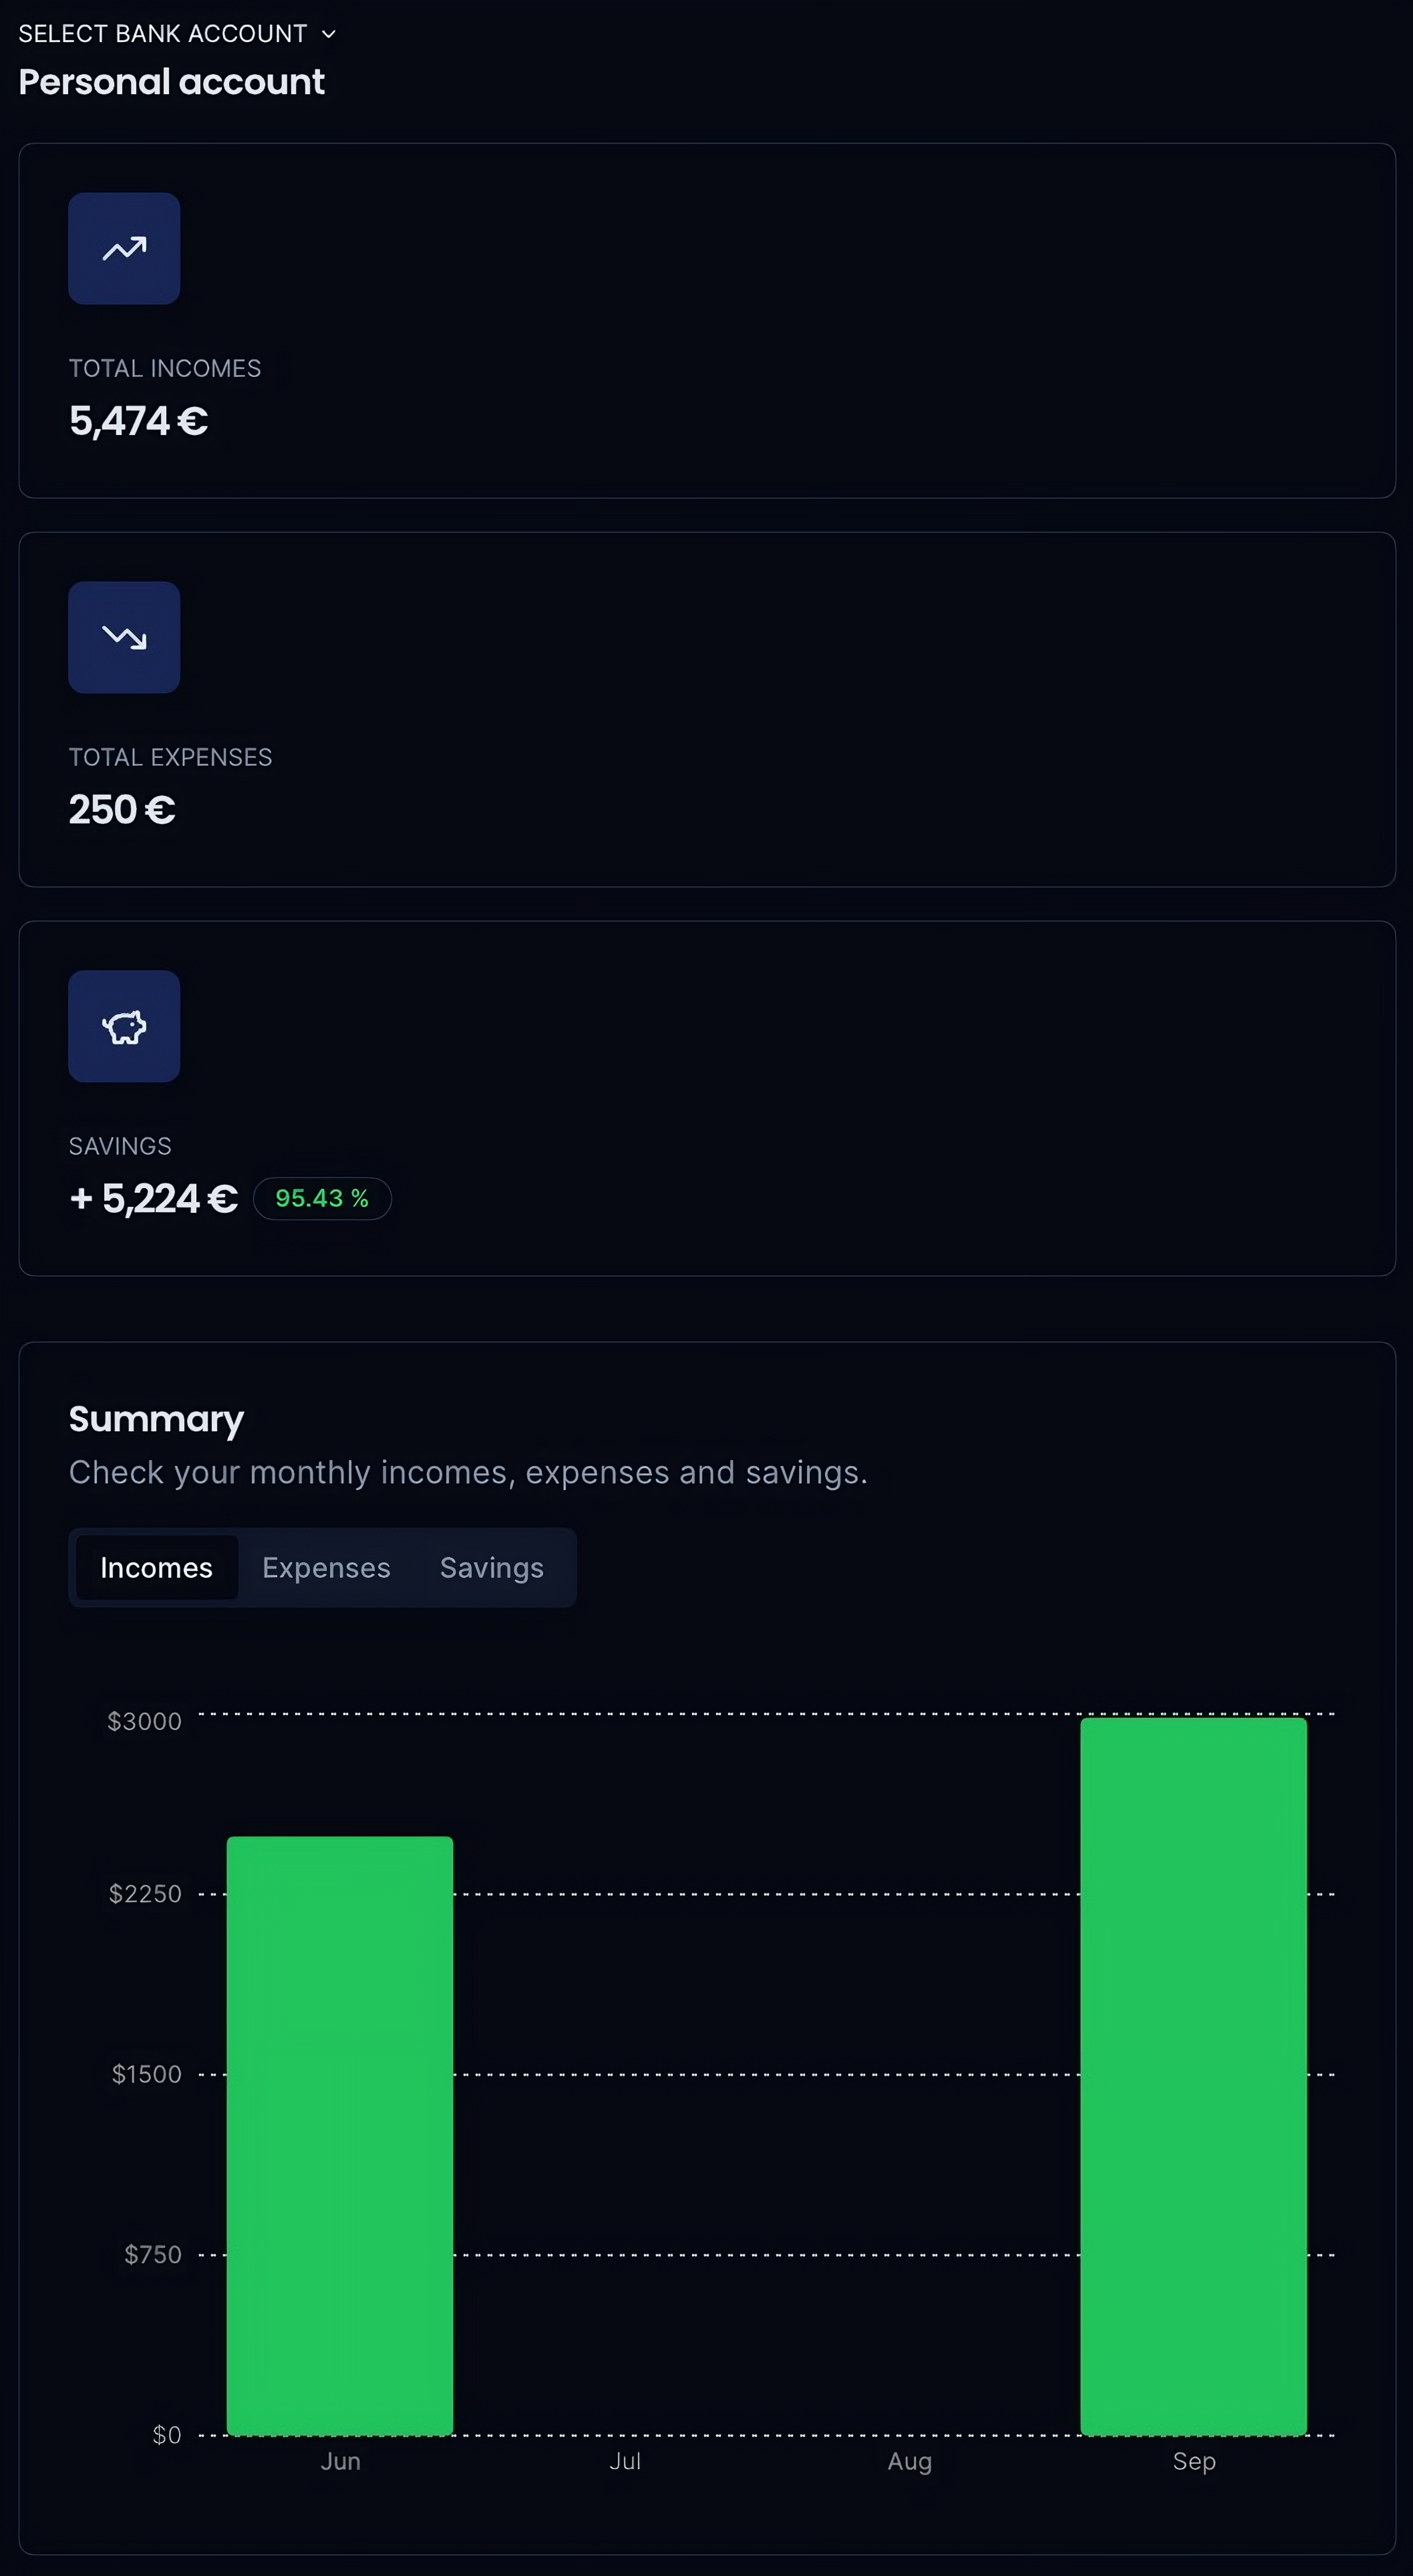 SELECT BANK ACCOUNT
Personal account
TOTAL INCOMES
5,474 €
TOTAL EXPENSES
250 €
SAVINGS
+ 5,224 € 95.43 %
Summary
Check your monthly incomes, expenses and savings.
Incomes Expenses Savings
$3000
$2250
$1500
$750
$0
Jun Jul Aug Sep